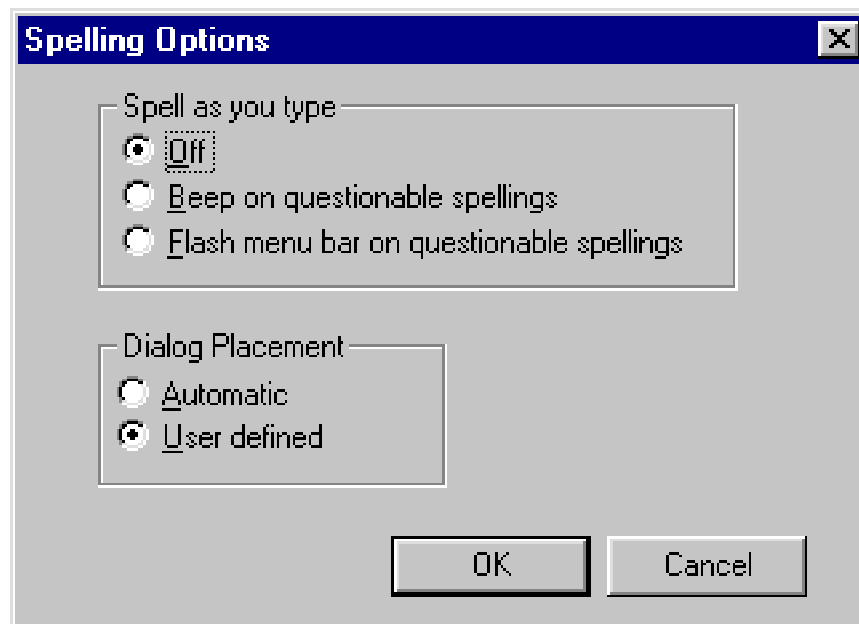 Spelling Options
Spell as you type
Off
Beep on questionable spellings
Flash menu bar on questionable spellings
Dialog Placement
Automatic
User defined
OK Cancel